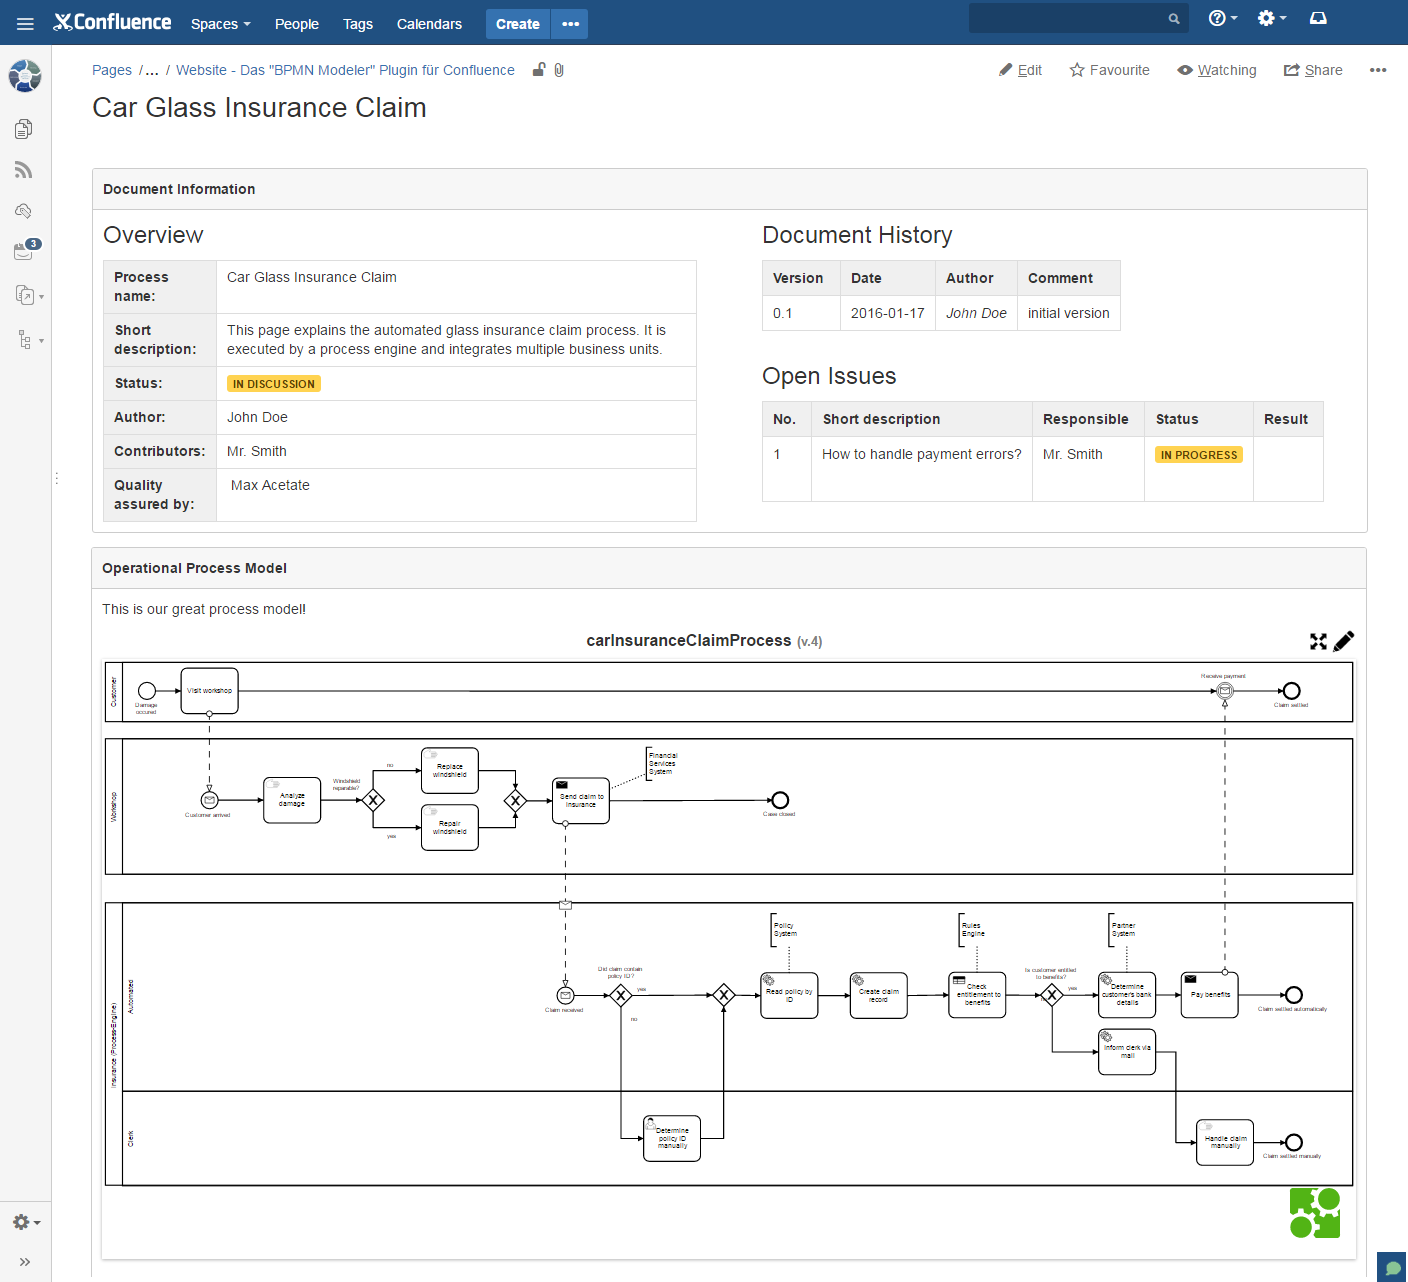 Confluence Spaces People Tags Calendars Create •••
Pages / ... / Website - Das "BPMN Modeler" Plugin für Confluence
Edit Favourite Watching Share •••
Car Glass Insurance Claim
3
Document Information
Overview
Process name: Car Glass Insurance Claim
Short description: This page explains the automated glass insurance claim process. It is
executed by a process engine and integrates multiple business units.
Status: IN DISCUSSION
Author: John Doe
Contributors: Mr. Smith
Quality assured by: Max Acetate
Document History
Version Date Author Comment
0.1 2016-01-17 John Doe initial version
Open Issues
No. Short description Responsible Status Result
1 How to handle payment errors? Mr. Smith IN PROGRESS
Operational Process Model
This is our great process model!
carInsuranceClaimProcess (v.4)
Customer
Damage
occured
Visit workshop
Receive payment
Claim settled
Workshop
Customer arrived
Analyze
damage
Windshield
reparable?
no
yes
Replace
windshield
Repair
windshield
Send claim to
insurance
Financial
Services
System
Case closed
Insurance (Process-Engine)
Automated
Claim received
Did claim contain
policy ID?
yes
no
Policy
System
Read policy by
ID
Create claim
record
Rules
Engine
Check
entitlement to
benefits
Is customer entitled
to benefits?
yes
no
Partner
System
Determine
customer's bank
details
Pay benefits
Claim settled automatically
Inform clerk via
mail
Clerk
Determine
policy ID
manually
Handle claim
manually
Claim settled manually